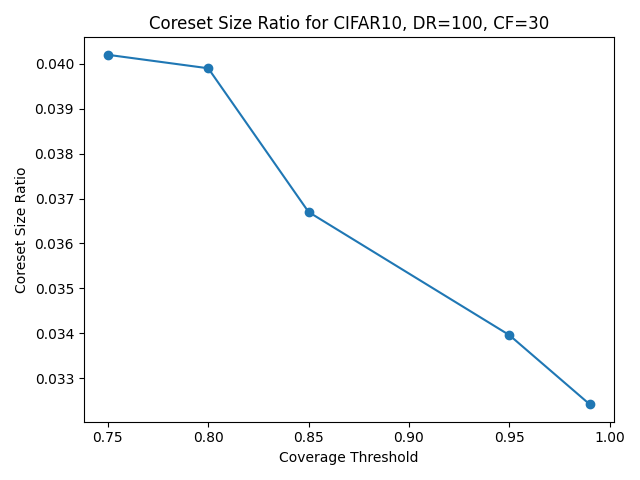 Coreset Size Ratio for CIFAR10, DR=100, CF=30
0.040
0.039
0.038
0.037
0.036
0.035
0.034
0.033
Coreset Size Ratio
0.75 0.80 0.85 0.90 0.95 1.00
Coverage Threshold